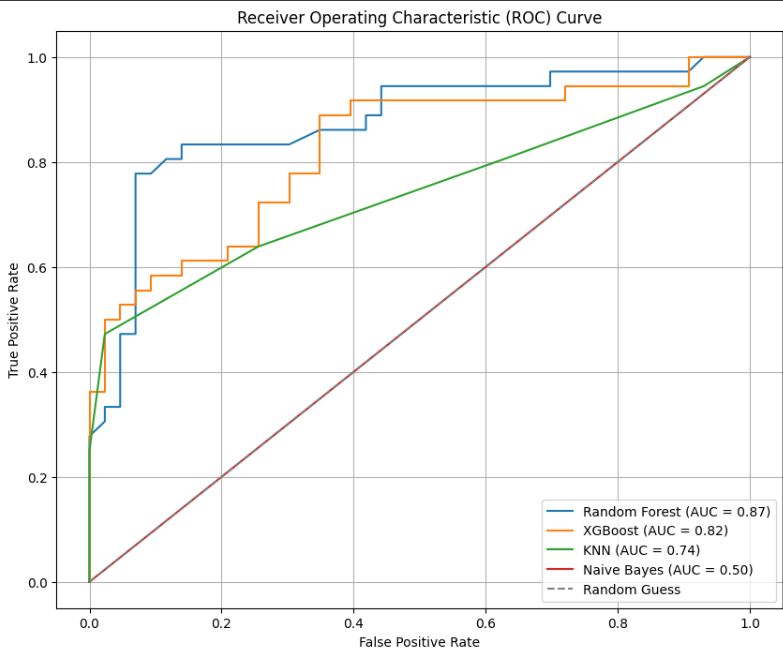 Receiver Operating Characteristic (ROC) Curve
True Positive Rate
1.0
0.8
0.6
0.4
0.2
0.0
Random Forest (AUC = 0.87)
XGBoost (AUC = 0.82)
KNN (AUC = 0.74)
Naive Bayes (AUC = 0.50)
Random Guess
0.0 0.2 0.4 0.6 0.8 1.0
False Positive Rate